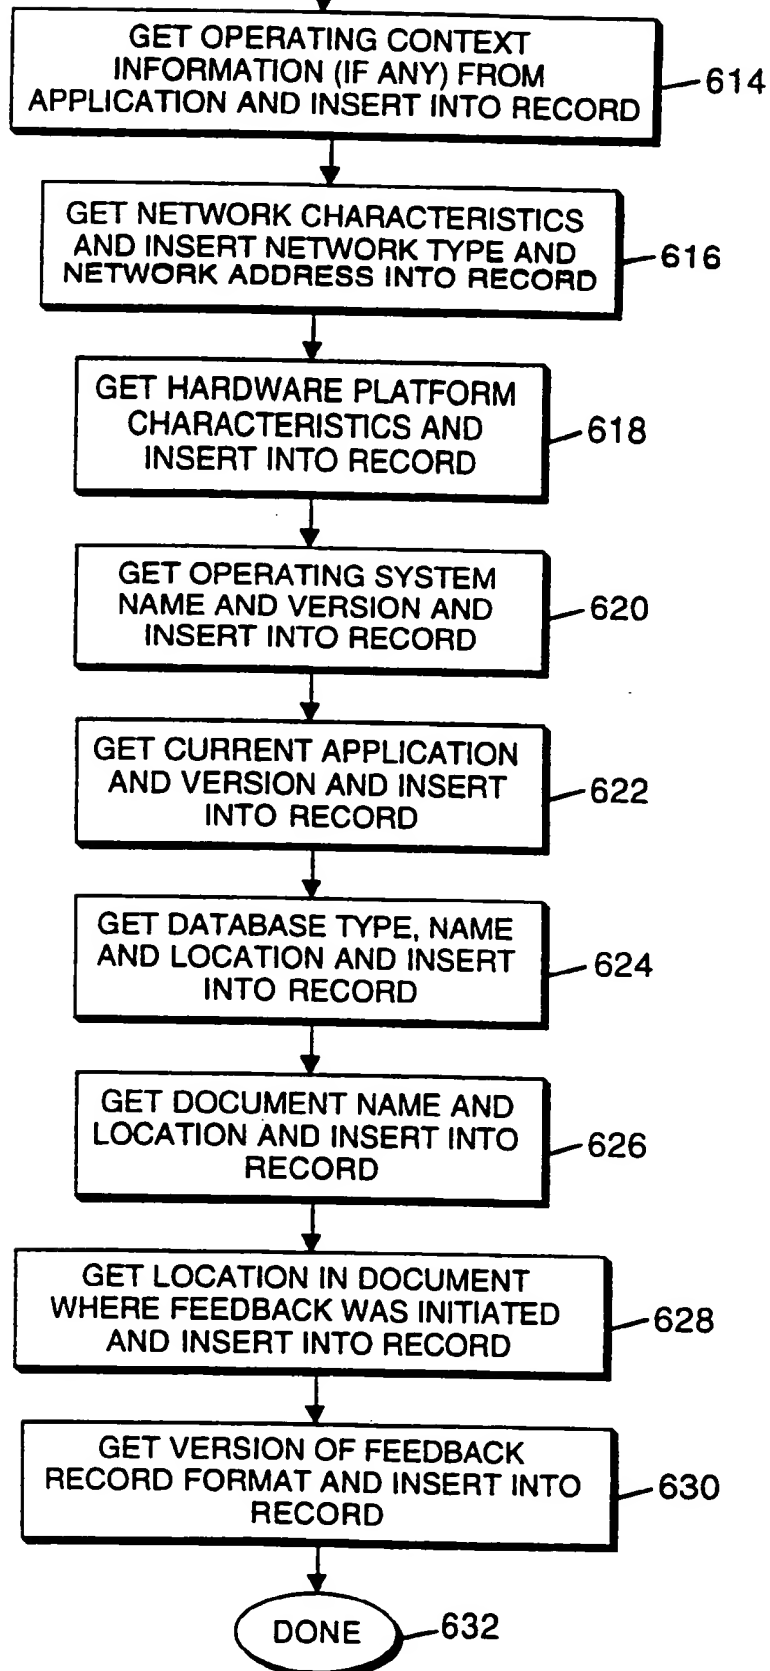 GET OPERATING CONTEXT
INFORMATION (IF ANY) FROM
APPLICATION AND INSERT INTO RECORD
614
GET NETWORK CHARACTERISTICS
AND INSERT NETWORK TYPE AND
NETWORK ADDRESS INTO RECORD
616
GET HARDWARE PLATFORM
CHARACTERISTICS AND
INSERT INTO RECORD
618
GET OPERATING SYSTEM
NAME AND VERSION AND
INSERT INTO RECORD
620
GET CURRENT APPLICATION
AND VERSION AND INSERT
INTO RECORD
622
GET DATABASE TYPE, NAME
AND LOCATION AND INSERT
INTO RECORD
624
GET DOCUMENT NAME AND
LOCATION AND INSERT INTO
RECORD
626
GET LOCATION IN DOCUMENT
WHERE FEEDBACK WAS INITIATED
AND INSERT INTO RECORD
628
GET VERSION OF FEEDBACK
RECORD FORMAT AND INSERT INTO
RECORD
630
DONE
632